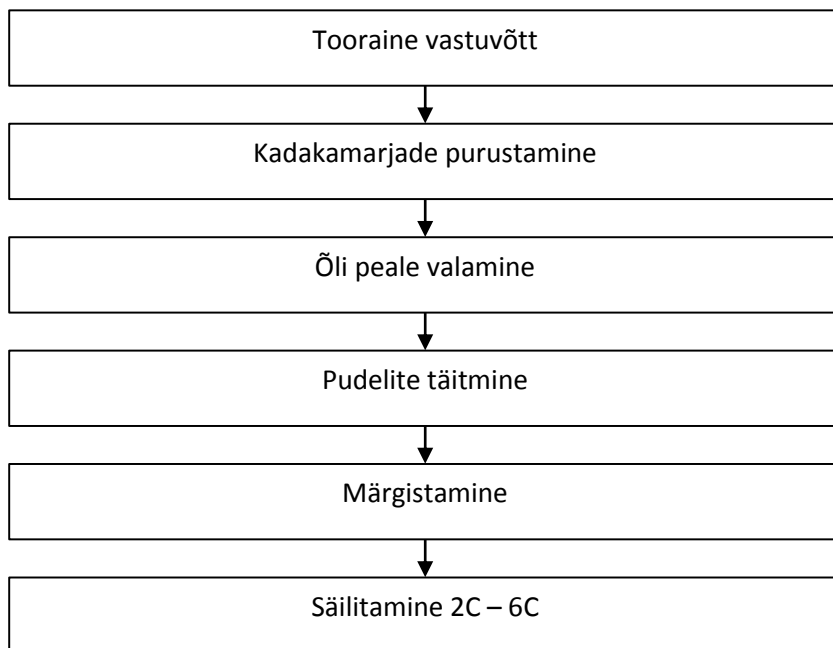 Tooraine vastuvõtt
Kadakamarjade purustamine
Õli peale valamine
Pudelite täitmine
Märgistamine
Säilitamine 2C – 6C